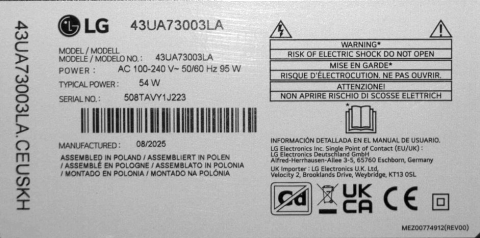 43UA73003LA.CEUSKH
LG 43UA73003LA
MODEL / MODELL
MODELE / MODELO NO. : 43UA73003LA
POWER : AC 100-240 V~ 50/60 Hz 95 W
TYPICAL POWER : 54 W
SERIAL NO. : 508TAVY1J223
MANUFACTURED : 08/2025
ASSEMBLED IN POLAND / ASSEMBLIERT IN POLEN
/ ASSEMBLÉ EN POLOGNE / ASSEMBLATO IN POLONIA
/ MONTADO EN POLONIA / MONTADO NA POLÓNIA
WARNING*
RISK OF ELECTRIC SHOCK DO NOT OPEN
MISE EN GARDE*
RISQUE D'ÉLECTROCUTION. NE PAS OUVRIR.
ATTENZIONE!
NON APRIRE RISCHIO DI SCOSSE ELETTRICH
* INFORMACIÓN DETALLADA EN EL MANUAL DE USUARIO.
LG Electronics Inc. Single Point of Contact (EU/UK) :
LG Electronics Deutschland GmbH
Alfred-Herrhausen-Allee 3-5, 65760 Eschborn, Germany
UK Importer : LG Electronics U.K. Ltd.
Velocity 2, Brooklands Drive, Weybridge, KT13 0SL
Cd
UK
CA
CE
MEZ00774912(REV00)